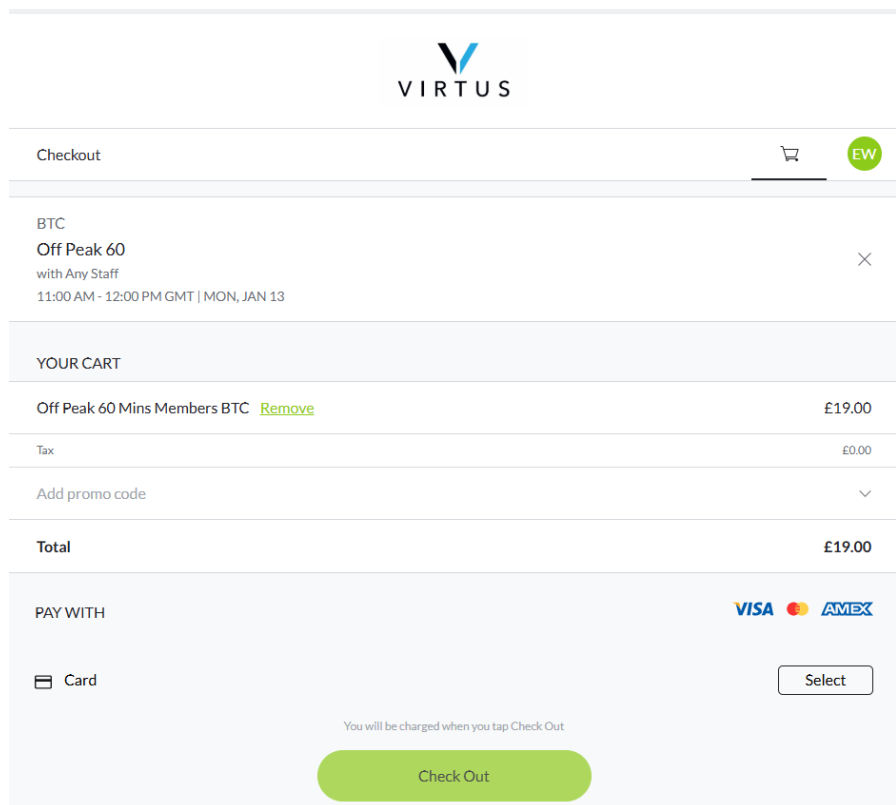 VIRTUS
Checkout
EW
BTC
Off Peak 60
with Any Staff
11:00 AM - 12:00 PM GMT | MON, JAN 13
YOUR CART
Off Peak 60 Mins Members BTC Remove £19.00
Tax £0.00
Add promo code
Total £19.00
PAY WITH VISA AMEX
Card Select
You will be charged when you tap Check Out
Check Out